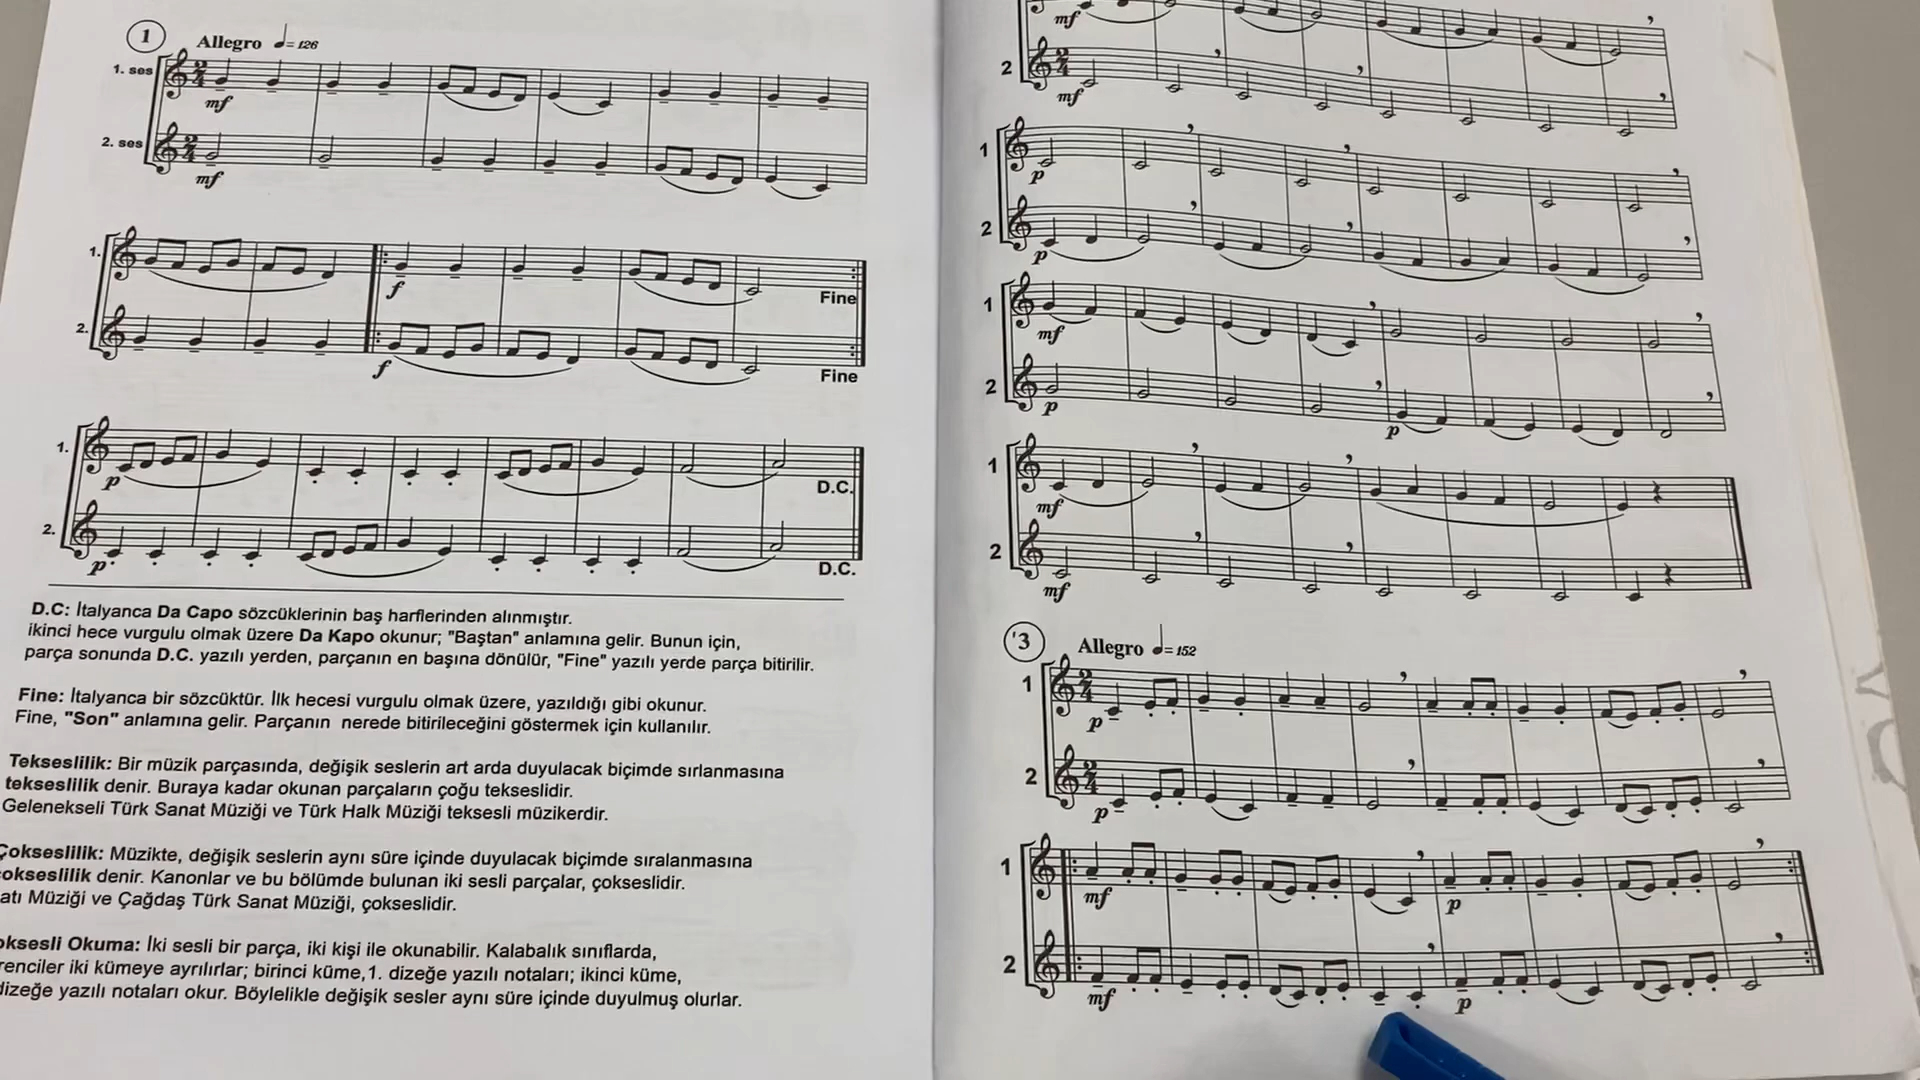 1
Allegro ♩= 126
1. ses
mf
2. ses
mf
1.
f
Fine
2.
f
Fine
1.
p
D.C.
2.
p
D.C.
D.C: İtalyanca Da Capo sözcüklerinin baş harflerinden alınmıştır.
ikinci hece vurgulu olmak üzere Da Kapo okunur; "Baştan" anlamına gelir. Bunun için,
parça sonunda D.C. yazılı yerden, parçanın en başına dönülür, "Fine" yazılı yerde parça bitirilir.
Fine: İtalyanca bir sözcüktür. İlk hecesi vurgulu olmak üzere, yazıldığı gibi okunur.
Fine, "Son" anlamına gelir. Parçanın nerede bitirileceğini göstermek için kullanılır.
Tekseslilik: Bir müzik parçasında, değişik seslerin art arda duyulacak biçimde sırlanmasına
tekseslilik denir. Buraya kadar okunan parçaların çoğu tekseslidir.
Gelenekseli Türk Sanat Müziği ve Türk Halk Müziği teksesli müzikerdir.
Çokseslilik: Müzikte, değişik seslerin aynı süre içinde duyulacak biçimde sıralanmasına
çokseslilik denir. Kanonlar ve bu bölümde bulunan iki sesli parçalar, çokseslidir.
atı Müziği ve Çağdaş Türk Sanat Müziği, çokseslidir.
oksesli Okuma: İki sesli bir parça, iki kişi ile okunabilir. Kalabalık sınıflarda,
renciler iki kümeye ayrılırlar; birinci küme,1. dizeğe yazılı notaları; ikinci küme,
dizeğe yazılı notaları okur. Böylelikle değişik sesler aynı süre içinde duyulmuş olurlar.
mf
2
mf
1
p
2
p
1
mf
2
p
p
1
mf
2
mf
3
Allegro ♩= 152
1
p
2
p
1
mf
p
2
mf
p